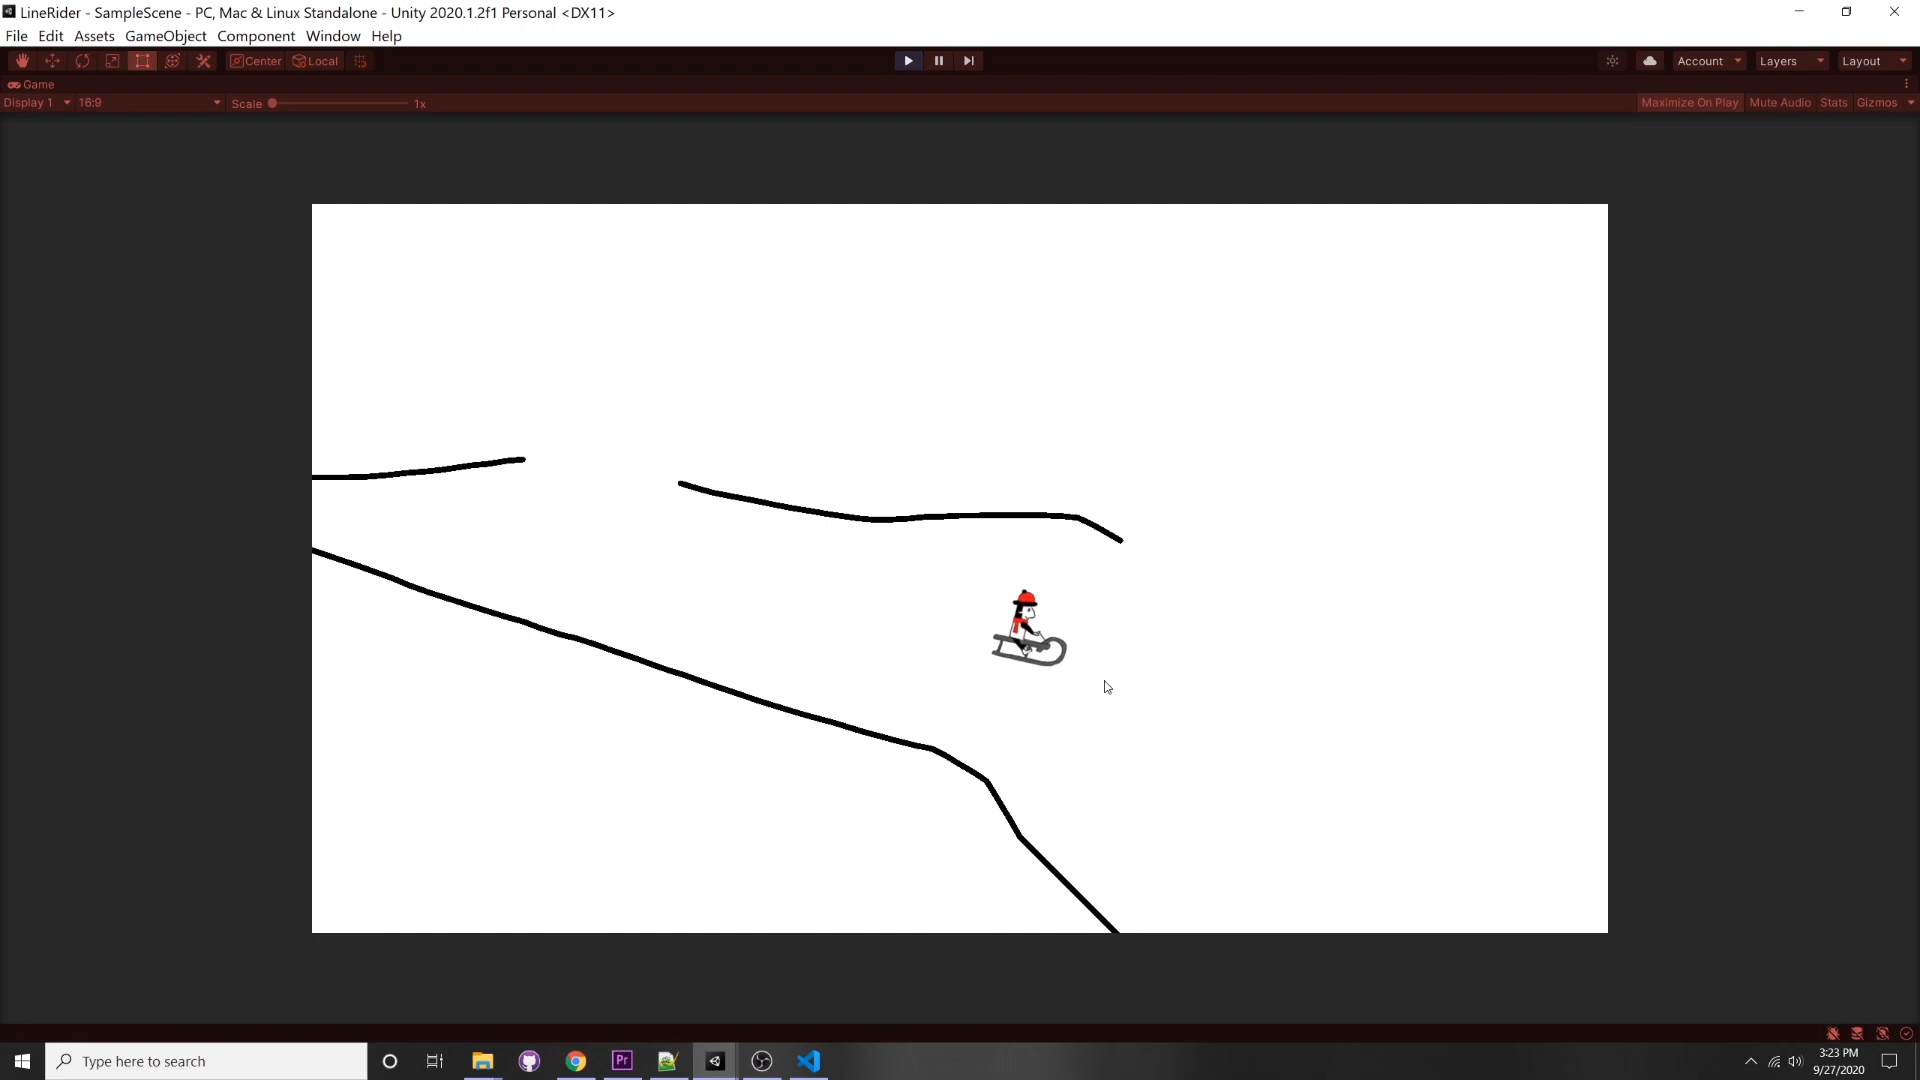 LineRider - SampleScene - PC, Mac & Linux Standalone - Unity 2020.1.2f1 Personal <DX11>
File Edit Assets GameObject Component Window Help
Center Local Account Layers Layout
Game
Display 1 16:9 Scale 1x Maximize On Play Mute Audio Stats Gizmos
Type here to search
Pr
3:23 PM
9/27/2020